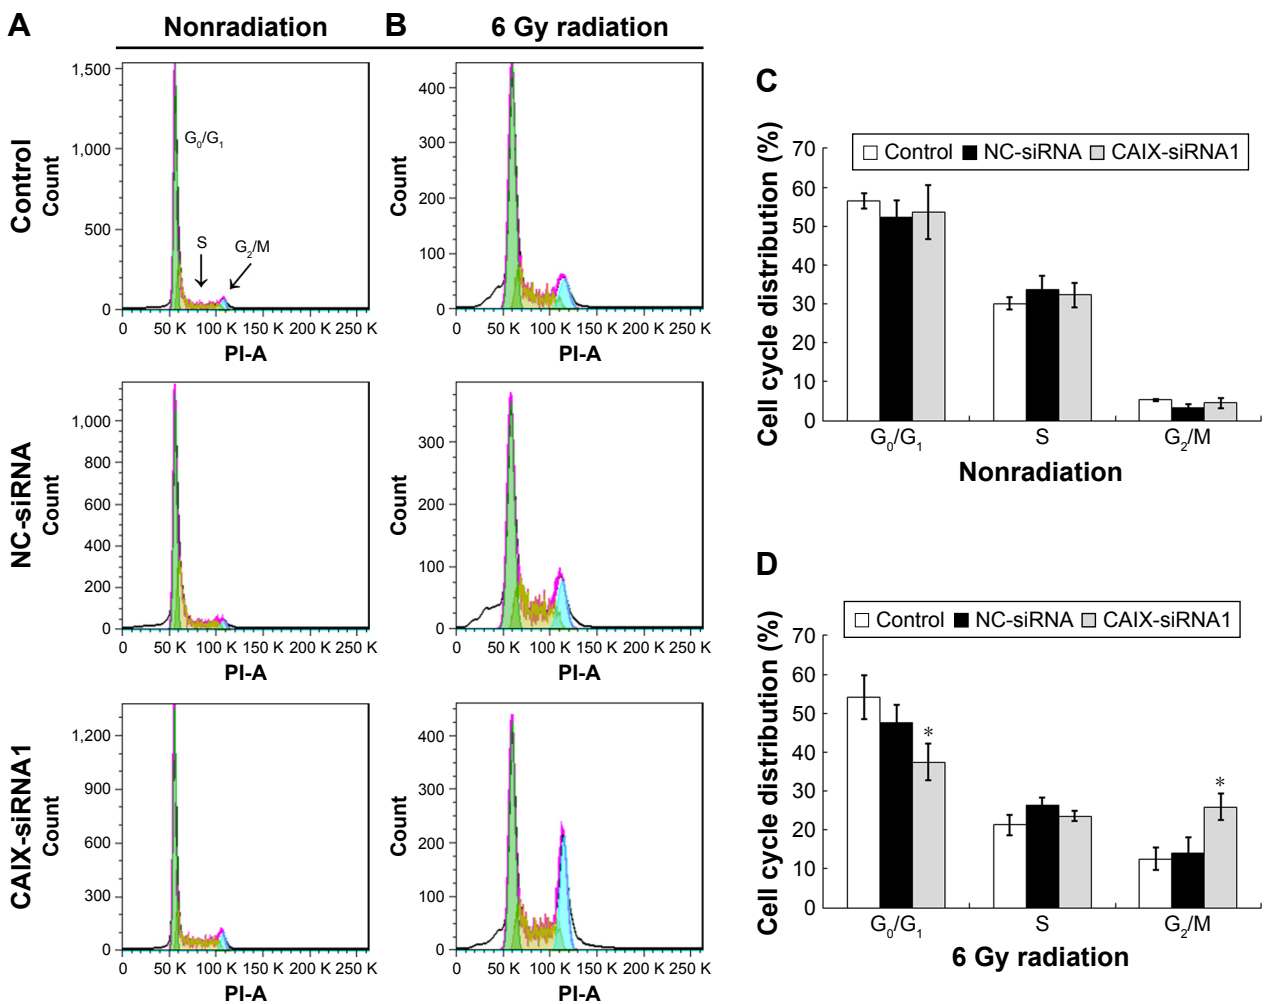 A Nonradiation B 6 Gy radiation
Control
Count
1,500
1,000
500
0
G0/G1
S
G2/M
0 50 K 100 K 150 K 200 K 250 K
PI-A
Count
400
300
200
100
0
0 50 K 100 K 150 K 200 K 250 K
PI-A
NC-siRNA
Count
1,000
800
600
400
200
0
0 50 K 100 K 150 K 200 K 250 K
PI-A
Count
300
200
100
0
0 50 K 100 K 150 K 200 K 250 K
PI-A
CAIX-siRNA1
Count
1,200
900
600
300
0
0 50 K 100 K 150 K 200 K 250 K
PI-A
Count
400
300
200
100
0
0 50 K 100 K 150 K 200 K 250 K
PI-A
C
Cell cycle distribution (%)
70
60
50
40
30
20
10
0
Control NC-siRNA CAIX-siRNA1
G0/G1 S G2/M
Nonradiation
D
Cell cycle distribution (%)
70
60
50
40
30
20
10
0
Control NC-siRNA CAIX-siRNA1
*
*
G0/G1 S G2/M
6 Gy radiation